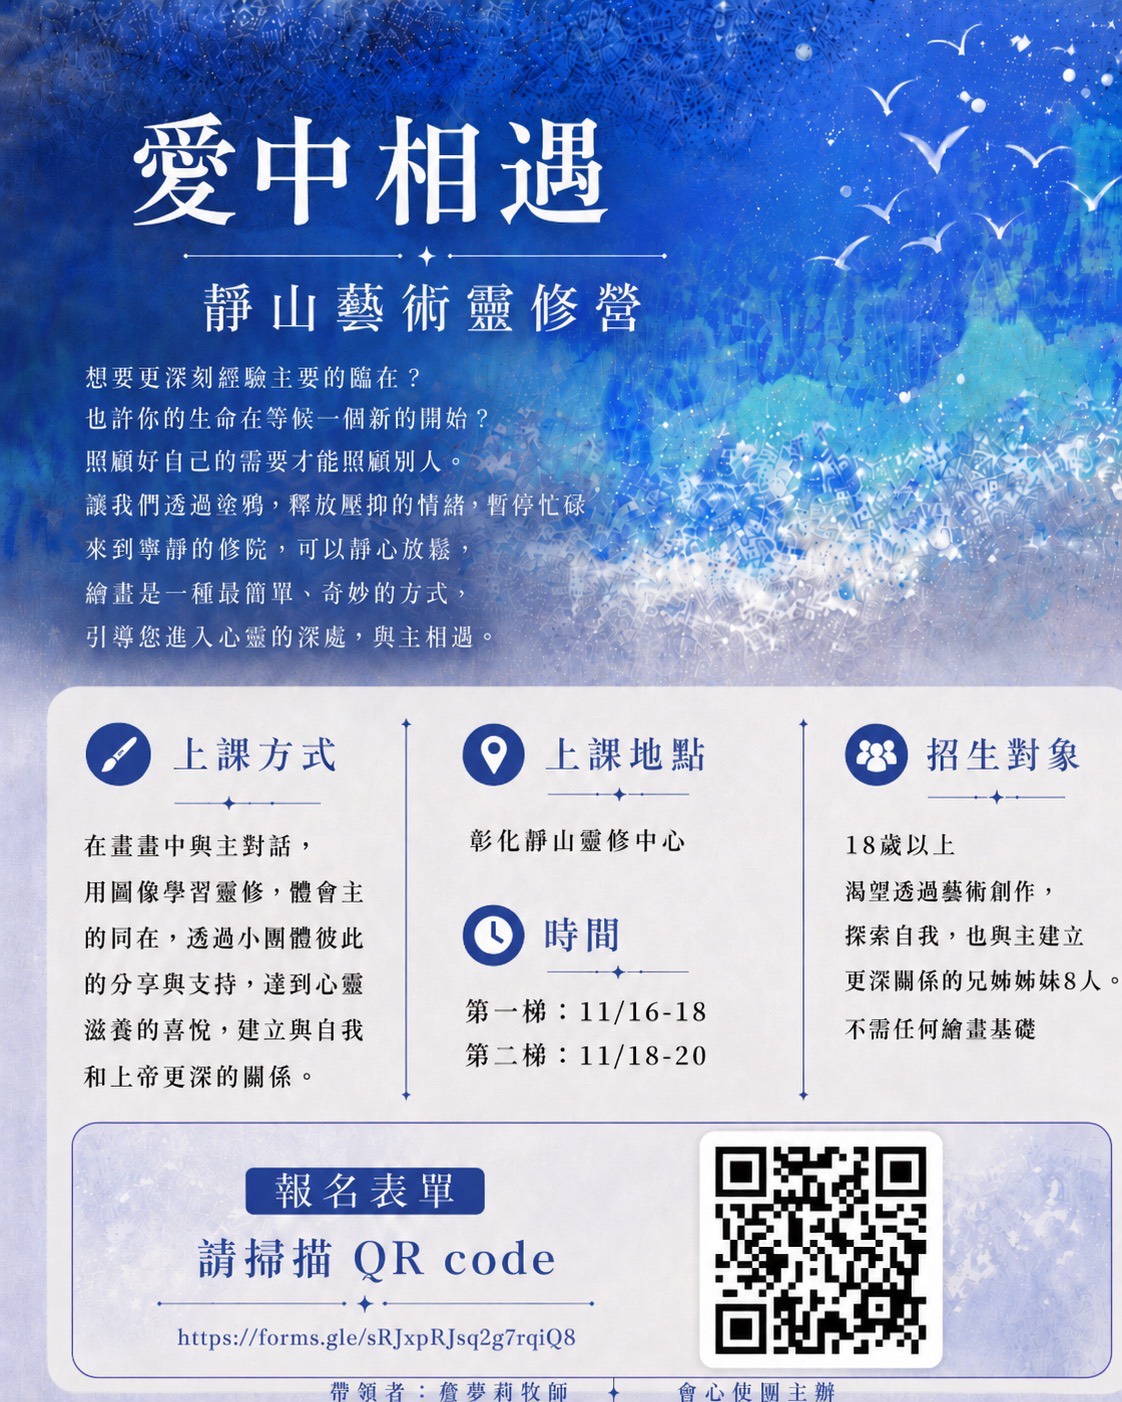 愛中相遇
靜山藝術靈修營
想要更深刻經驗主要的臨在？
也許你的生命在等候一個新的開始？
照顧好自己的需要才能照顧別人。
讓我們透過塗鴉，釋放壓抑的情緒，暫停忙碌
來到寧靜的修院，可以靜心放鬆，
繪畫是一種最簡單、奇妙的方式，
引導您進入心靈的深處，與主相遇。
上課方式
在畫畫中與主對話，
用圖像學習靈修，體會主
的同在，透過小團體彼此
的分享與支持，達到心靈
滋養的喜悅，建立與自我
和上帝更深的關係。
上課地點
彰化靜山靈修中心
時間
第一梯：11/16-18
第二梯：11/18-20
招生對象
18歲以上
渴望透過藝術創作，
探索自我，也與主建立
更深關係的兄姊姊妹8人。
不需任何繪畫基礎
報名表單
請掃描 QR code
https://forms.gle/sRJxpRJsq2g7rqiQ8
帶領者：詹夢莉牧師 會心使團主辦